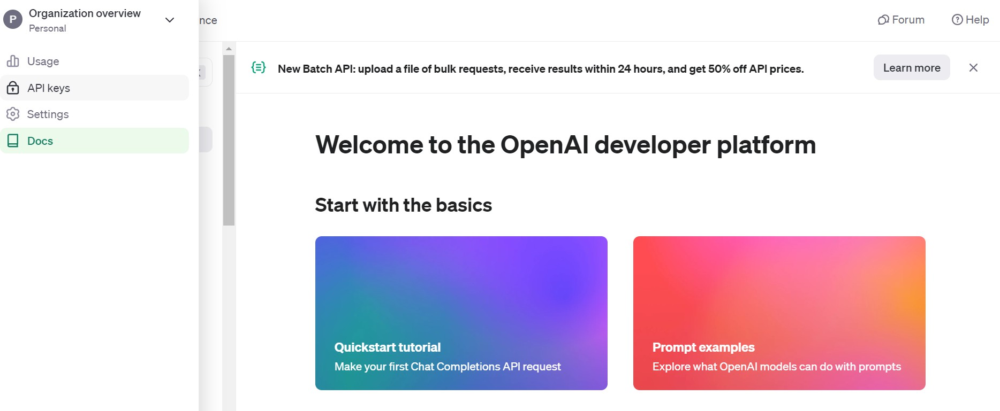 P
Organization overview
Personal
Usage
API keys
Settings
Docs
Forum
Help
New Batch API: upload a file of bulk requests, receive results within 24 hours, and get 50% off API prices.
Learn more
Welcome to the OpenAI developer platform
Start with the basics
Quickstart tutorial
Make your first Chat Completions API request
Prompt examples
Explore what OpenAI models can do with prompts